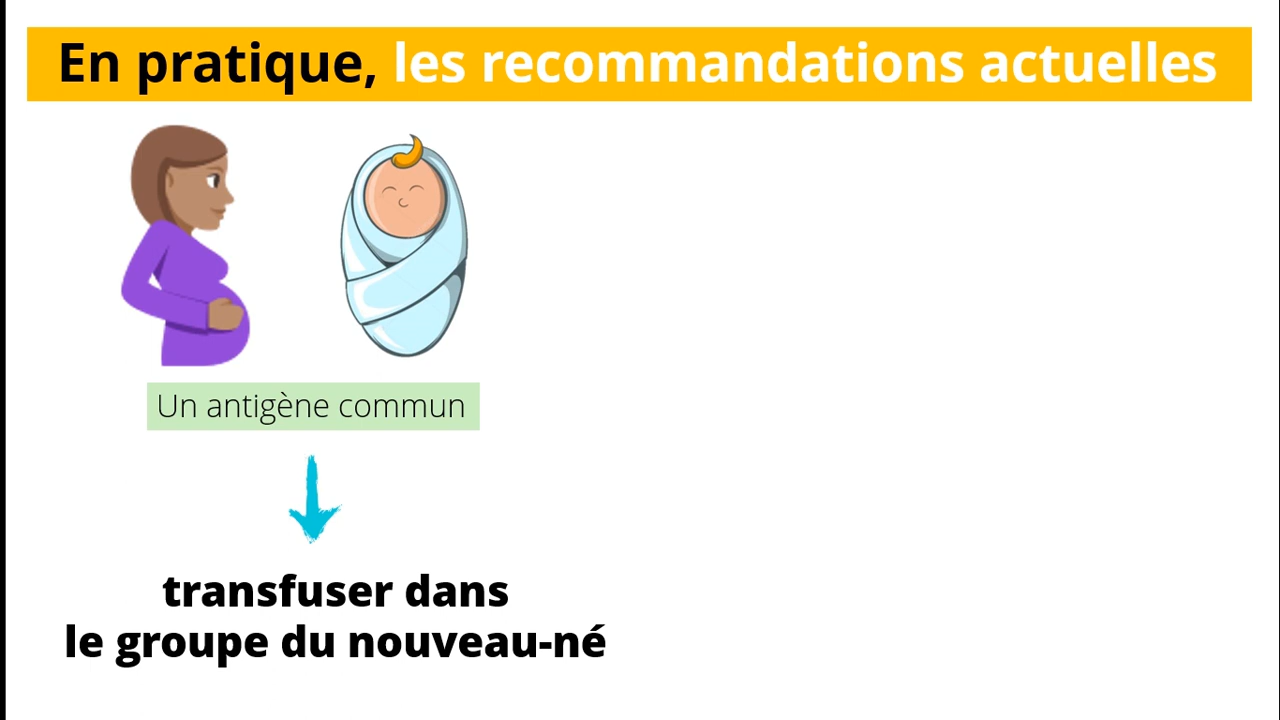 En pratique, les recommandations actuelles
Un antigène commun
transfuser dans
le groupe du nouveau-né